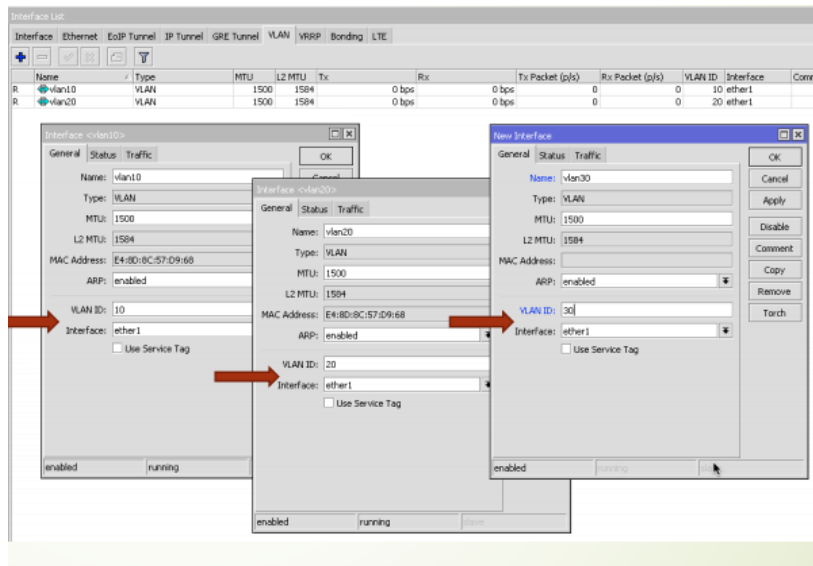 Interface List
Interface Ethernet EoIP Tunnel IP Tunnel GRE Tunnel VLAN VRRP Bonding LTE
Name / Type MTU L2 MTU Tx Rx Tx Packet (p/s) Rx Packet (p/s) VLAN ID Interface
R vlan10 VLAN 1500 1584 0 bps 0 bps 0 0 10 ether1
R vlan20 VLAN 1500 1584 0 bps 0 bps 0 0 20 ether1
Interface <vlan10>
General Status Traffic
OK
Name: vlan10
Type: VLAN
MTU: 1500
L2 MTU: 1584
MAC Address: E4:8D:8C:57:D9:68
ARP: enabled
VLAN ID: 10
Interface: ether1
Use Service Tag
enabled running
Interface <vlan20>
General Status Traffic
Name: vlan20
Type: VLAN
MTU: 1500
L2 MTU: 1584
MAC Address: E4:8D:8C:57:D9:68
ARP: enabled
VLAN ID: 20
Interface: ether1
Use Service Tag
enabled running slave
New Interface
General Status Traffic
Name: vlan30
Type: VLAN
MTU: 1500
L2 MTU: 1584
MAC Address:
ARP: enabled
VLAN ID: 30
Interface: ether1
Use Service Tag
OK
Cancel
Apply
Disable
Comment
Copy
Remove
Torch
enabled running